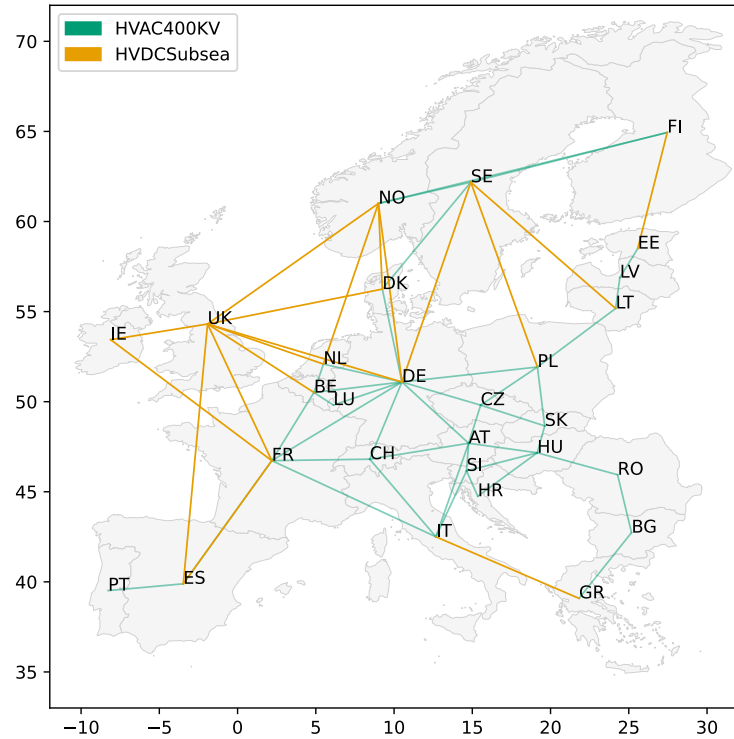 HVAC400KV
HVDCSubsea
70
65
60
55
50
45
40
35
FI
SE
NO
EE
LV
DK
LT
UK
IE
NL
PL
DE
BE
LU
CZ
SK
AT
HU
FR
CH
SI
RO
HR
IT
BG
ES
PT
GR
−10
−5
0
5
10
15
20
25
30